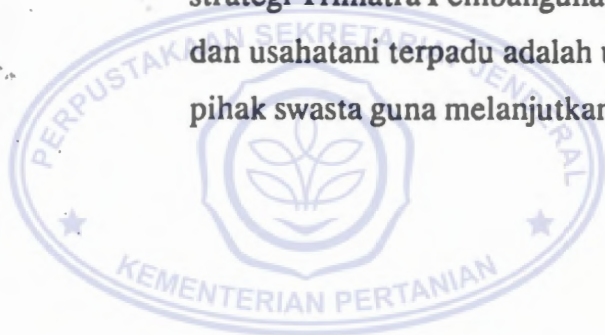 strategi Trimatra Pembanguna
dan usahatani terpadu adalah
pihak swasta guna melanjutkan
PERPUSTAKAAN SEKRETARIAT JENDERAL
KEMENTERIAN PERTANIAN